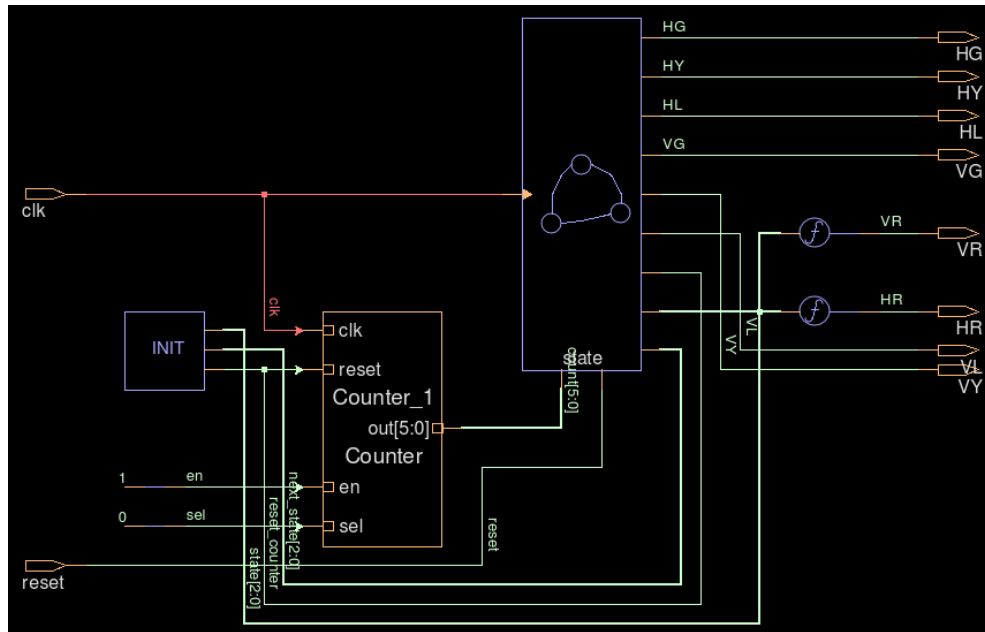 HG
HG
HY
HY
HL
HL
VG
VG
clk
VR
VR
clk
HR
HR
INIT
clk
VL
VY
state
reset
count[5:0]
VL
Counter_1
VY
out[5:0]
Counter
1
en
en
next_state[2:0]
0
sel
sel
reset_counter
reset
state[2:0]
reset